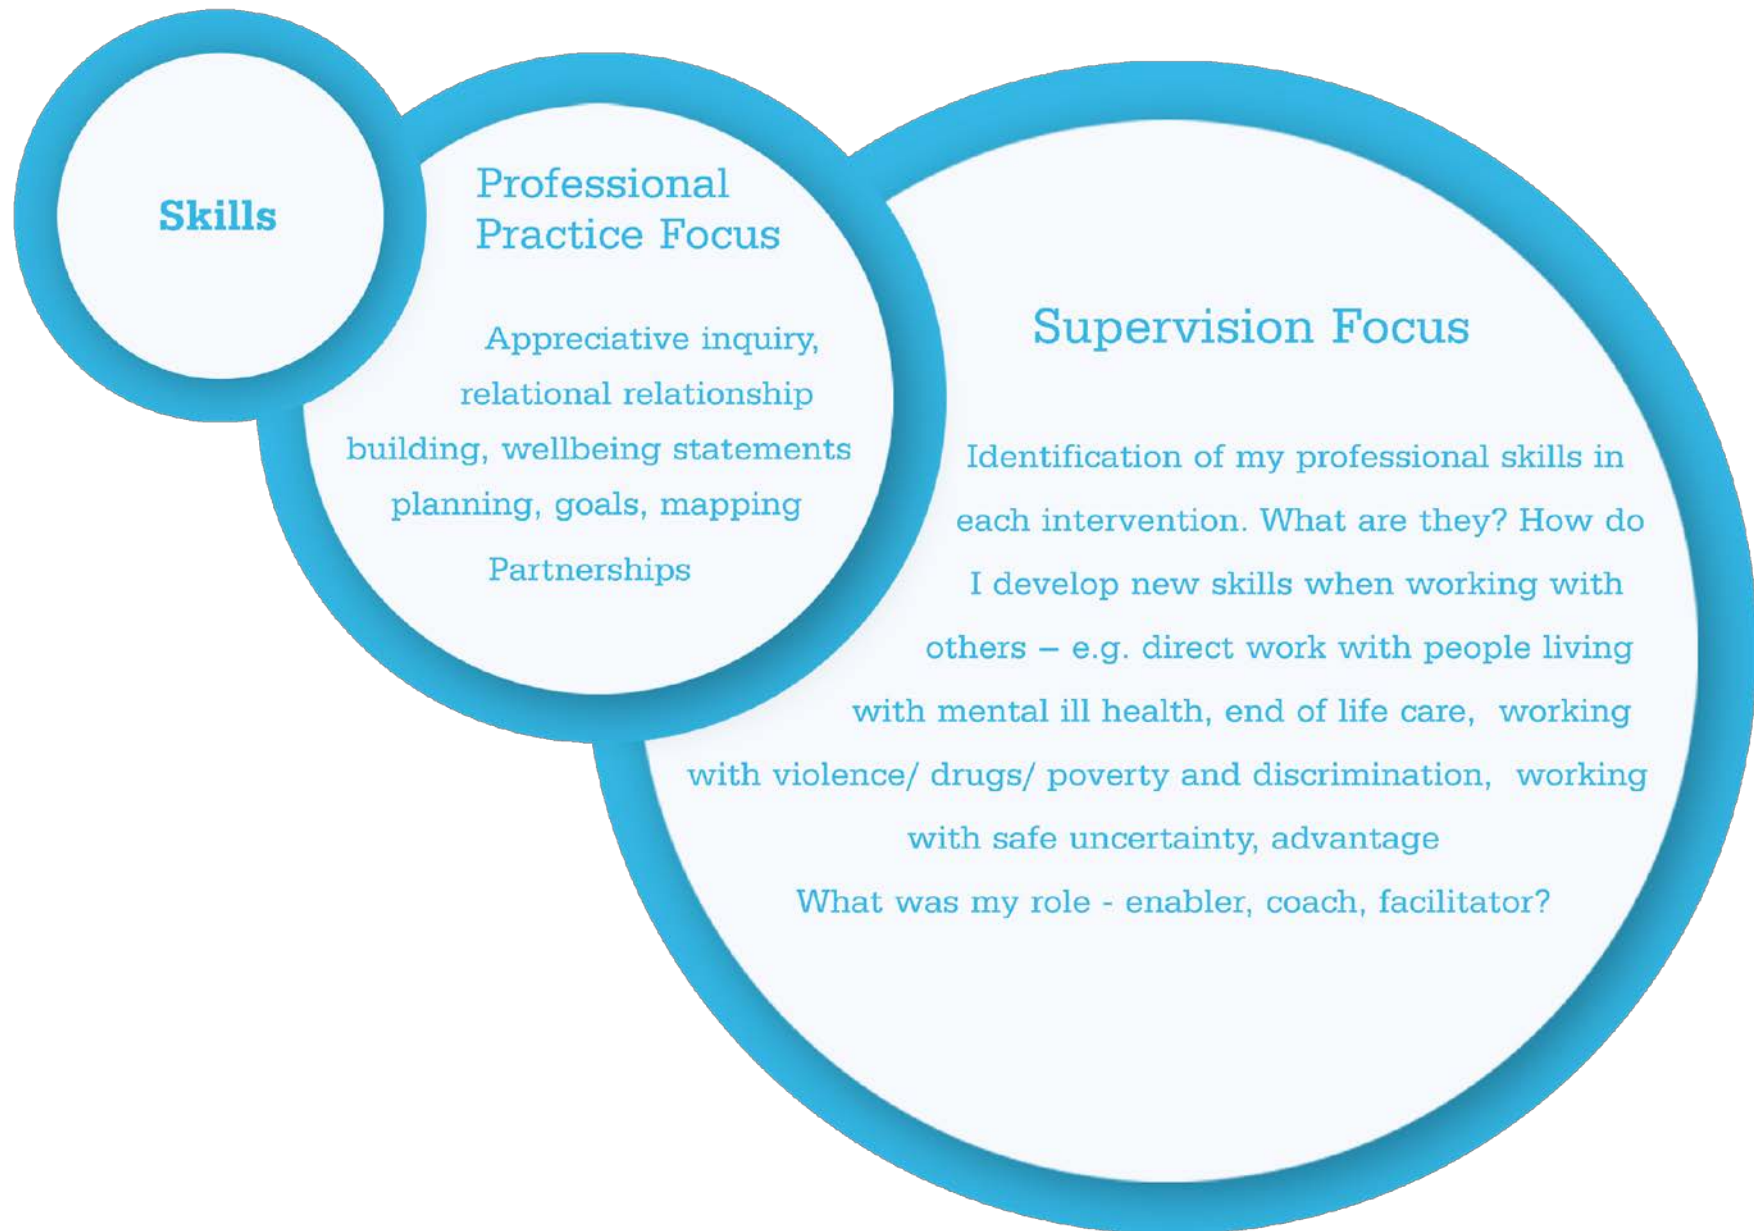 Skills
Professional
Practice Focus
Appreciative inquiry,
relational relationship
building, wellbeing statements
planning, goals, mapping
Partnerships
Supervision Focus
Identification of my professional skills in
each intervention. What are they? How do
I develop new skills when working with
others – e.g. direct work with people living
with mental ill health, end of life care, working
with violence/ drugs/ poverty and discrimination, working
with safe uncertainty, advantage
What was my role - enabler, coach, facilitator?